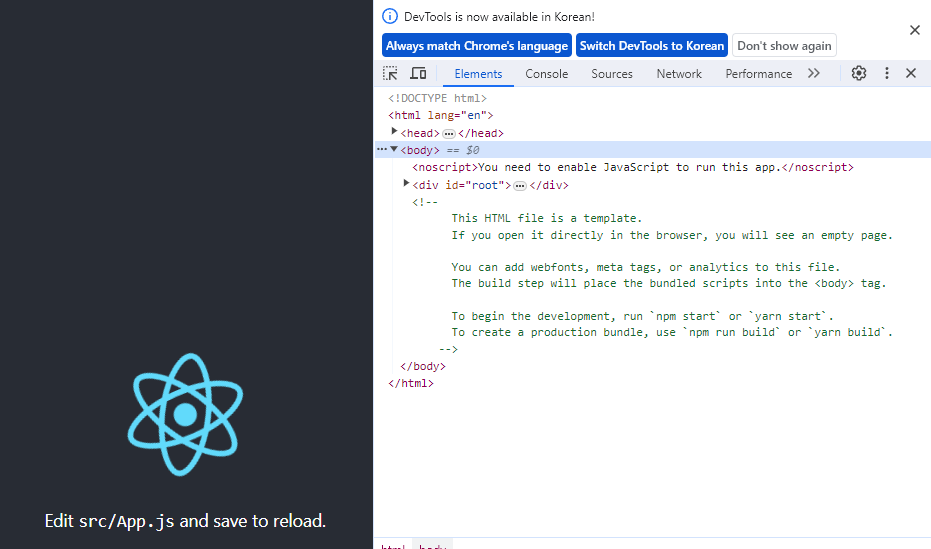 DevTools is now available in Korean!
Always match Chrome's language Switch DevTools to Korean Don't show again
Elements Console Sources Network Performance
<!DOCTYPE html>
<html lang="en">
<head> </head>
<body> == $0
<noscript>You need to enable JavaScript to run this app.</noscript>
<div id="root"> </div>
<!--
This HTML file is a template.
If you open it directly in the browser, you will see an empty page.
You can add webfonts, meta tags, or analytics to this file.
The build step will place the bundled scripts into the <body> tag.
To begin the development, run `npm start` or `yarn start`.
To create a production bundle, use `npm run build` or `yarn build`.
-->
</body>
</html>
Edit src/App.js and save to reload.
html body